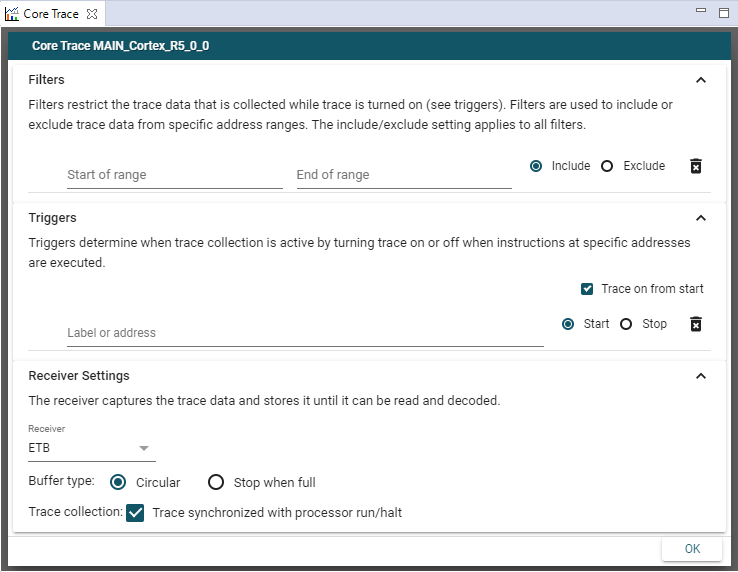 Core Trace
Core Trace MAIN_Cortex_R5_0_0
Filters
Filters restrict the trace data that is collected while trace is turned on (see triggers). Filters are used to include or
exclude trace data from specific address ranges. The include/exclude setting applies to all filters.
Start of range End of range Include Exclude
Triggers
Triggers determine when trace collection is active by turning trace on or off when instructions at specific addresses
are executed.
Trace on from start
Label or address Start Stop
Receiver Settings
The receiver captures the trace data and stores it until it can be read and decoded.
Receiver
ETB
Buffer type: Circular Stop when full
Trace collection: Trace synchronized with processor run/halt
OK